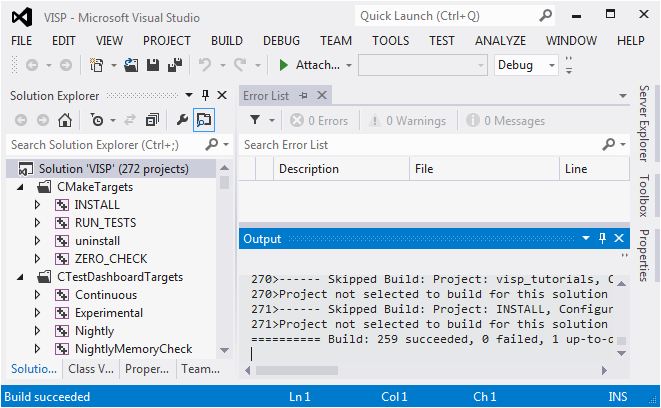 VISP - Microsoft Visual Studio
Quick Launch (Ctrl+Q)
FILE EDIT VIEW PROJECT BUILD DEBUG TEAM TOOLS TEST ANALYZE WINDOW HELP
Attach... Debug
Solution Explorer
Search Solution Explorer (Ctrl+;)
Solution 'VISP' (272 projects)
CMakeTargets
INSTALL
RUN_TESTS
uninstall
ZERO_CHECK
CTestDashboardTargets
Continuous
Experimental
Nightly
NightlyMemoryCheck
Solutio... Class V... Proper... Team...
Error List
0 Errors 0 Warnings 0 Messages
Search Error List
Description File Line
Output
270>------ Skipped Build: Project: visp_tutorials, C
270>Project not selected to build for this solution
271>------ Skipped Build: Project: INSTALL, Configur
271>Project not selected to build for this solution
========== Build: 259 succeeded, 0 failed, 1 up-to-d
Server Explorer
Toolbox
Properties
Build succeeded Ln 1 Col 1 Ch 1 INS